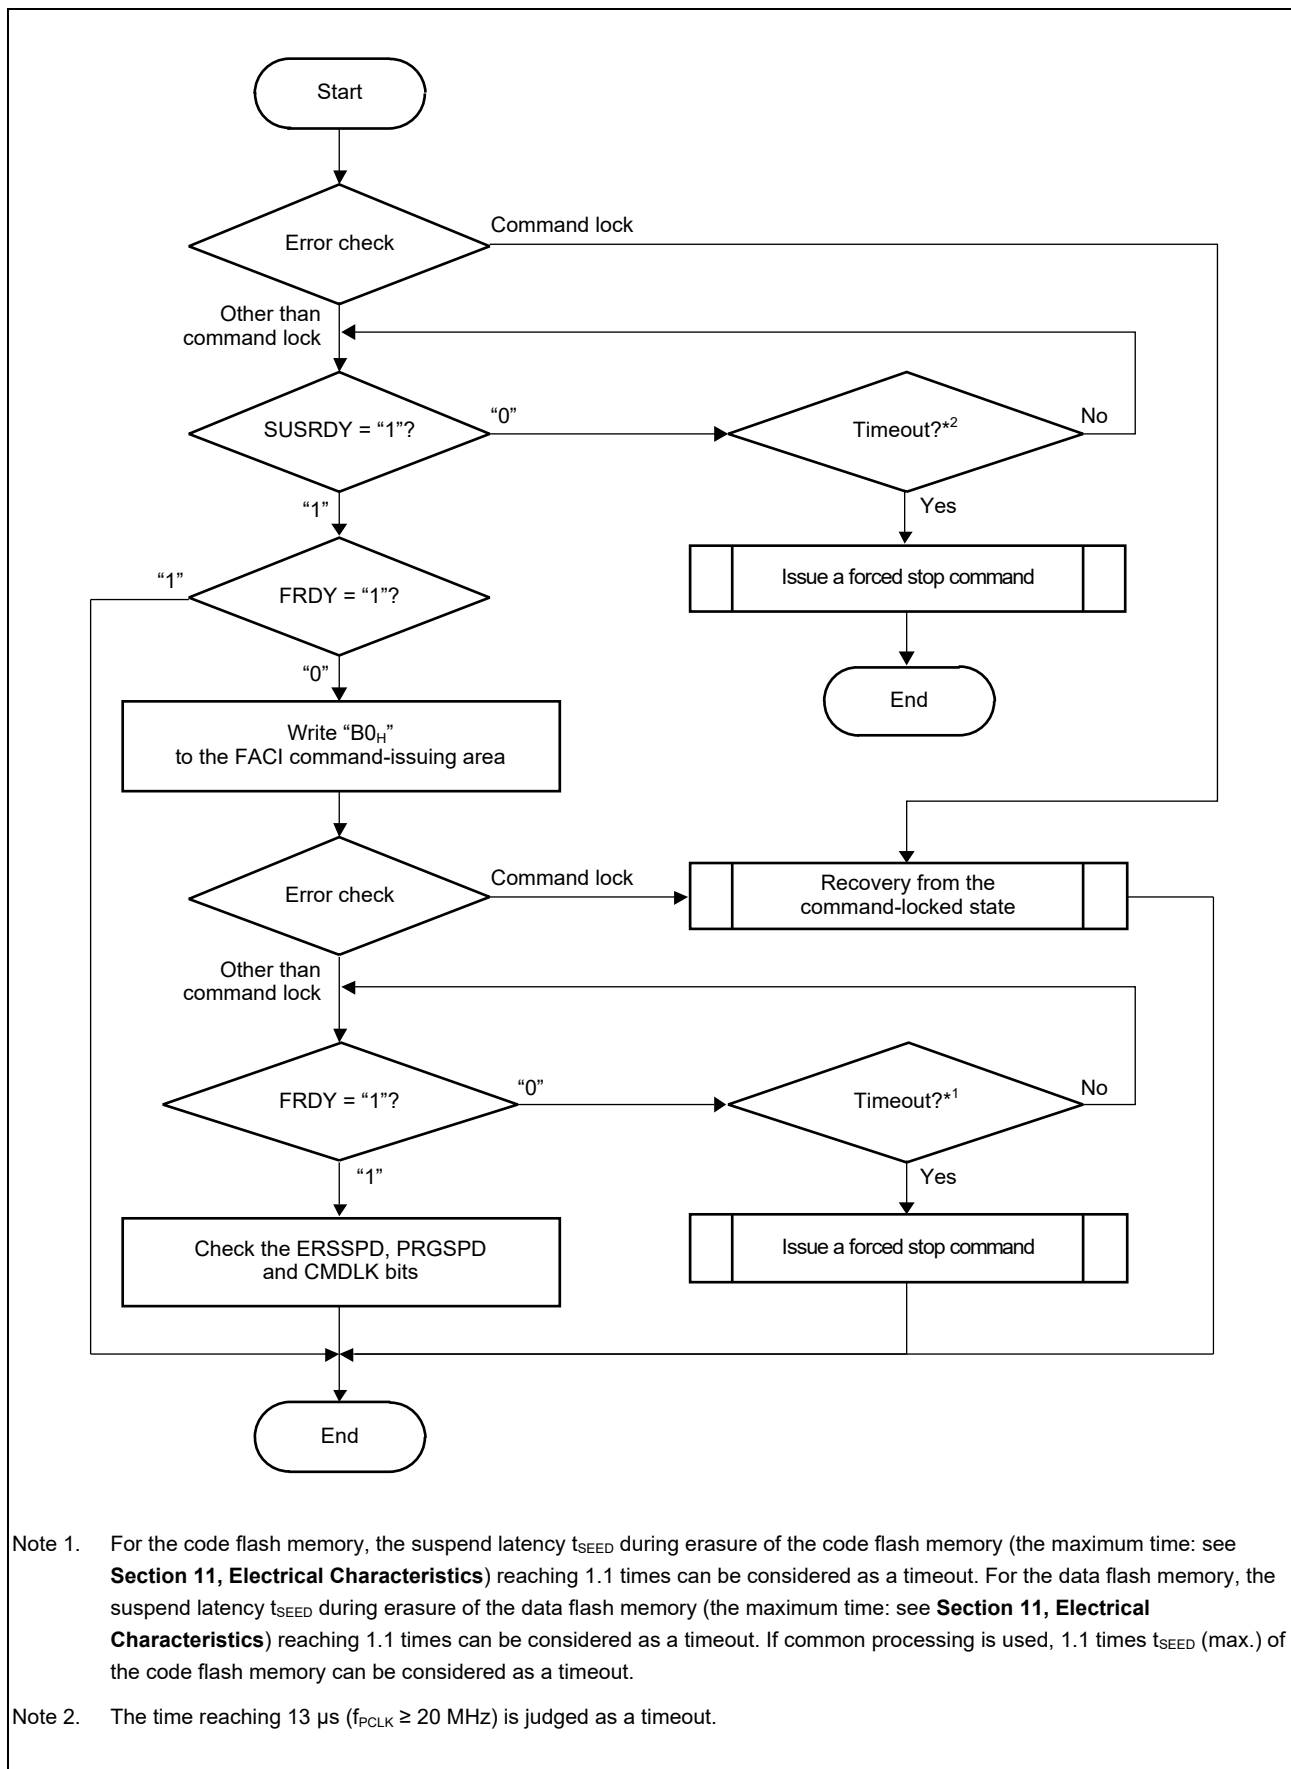 Start
Error check
Command lock
Other than
command lock
SUSRDY = “1”?
“0”
Timeout?*2
No
“1”
Yes
“1”
FRDY = “1”?
Issue a forced stop command
“0”
End
Write “B0H”
to the FACI command-issuing area
Error check
Command lock
Recovery from the
command-locked state
Other than
command lock
FRDY = “1”?
“0”
Timeout?*1
No
“1”
Yes
Check the ERSSPD, PRGSPD
and CMDLK bits
Issue a forced stop command
End
Note 1. For the code flash memory, the suspend latency tSEED during erasure of the code flash memory (the maximum time: see
Section 11, Electrical Characteristics) reaching 1.1 times can be considered as a timeout. For the data flash memory, the
suspend latency tSEED during erasure of the data flash memory (the maximum time: see Section 11, Electrical
Characteristics) reaching 1.1 times can be considered as a timeout. If common processing is used, 1.1 times tSEED (max.) of
the code flash memory can be considered as a timeout.
Note 2. The time reaching 13 µs (fPCLK ≥ 20 MHz) is judged as a timeout.